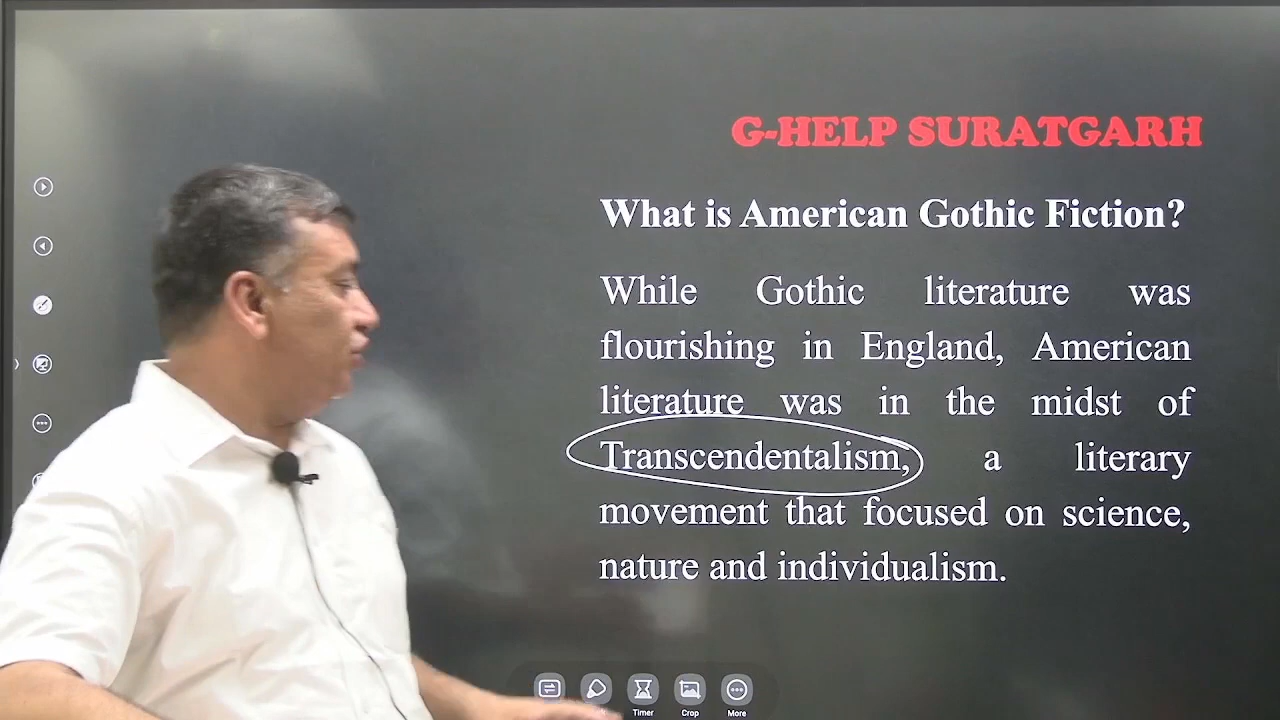 G-HELP SURATGARH
What is American Gothic Fiction?
While Gothic literature was
flourishing in England, American
literature was in the midst of
Transcendentalism, a literary
movement that focused on science,
nature and individualism.
Timer Crop More